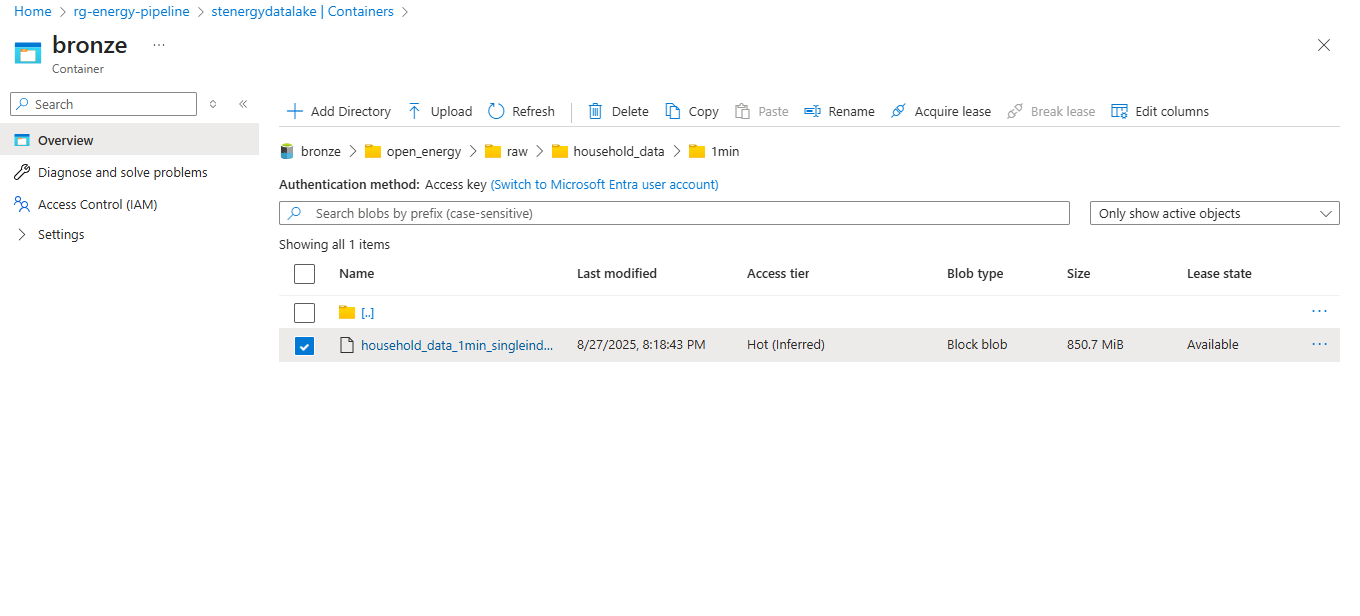 Home > rg-energy-pipeline > stenergydatalake | Containers >
bronze ...
Container
Search
Add Directory Upload Refresh Delete Copy Paste Rename Acquire lease Break lease Edit columns
Overview
Diagnose and solve problems
Access Control (IAM)
Settings
bronze > open_energy > raw > household_data > 1min
Authentication method: Access key (Switch to Microsoft Entra user account)
Search blobs by prefix (case-sensitive)
Only show active objects
Showing all 1 items
Name Last modified Access tier Blob type Size Lease state
[..] ...
household_data_1min_singleind... 8/27/2025, 8:18:43 PM Hot (Inferred) Block blob 850.7 MiB Available ...